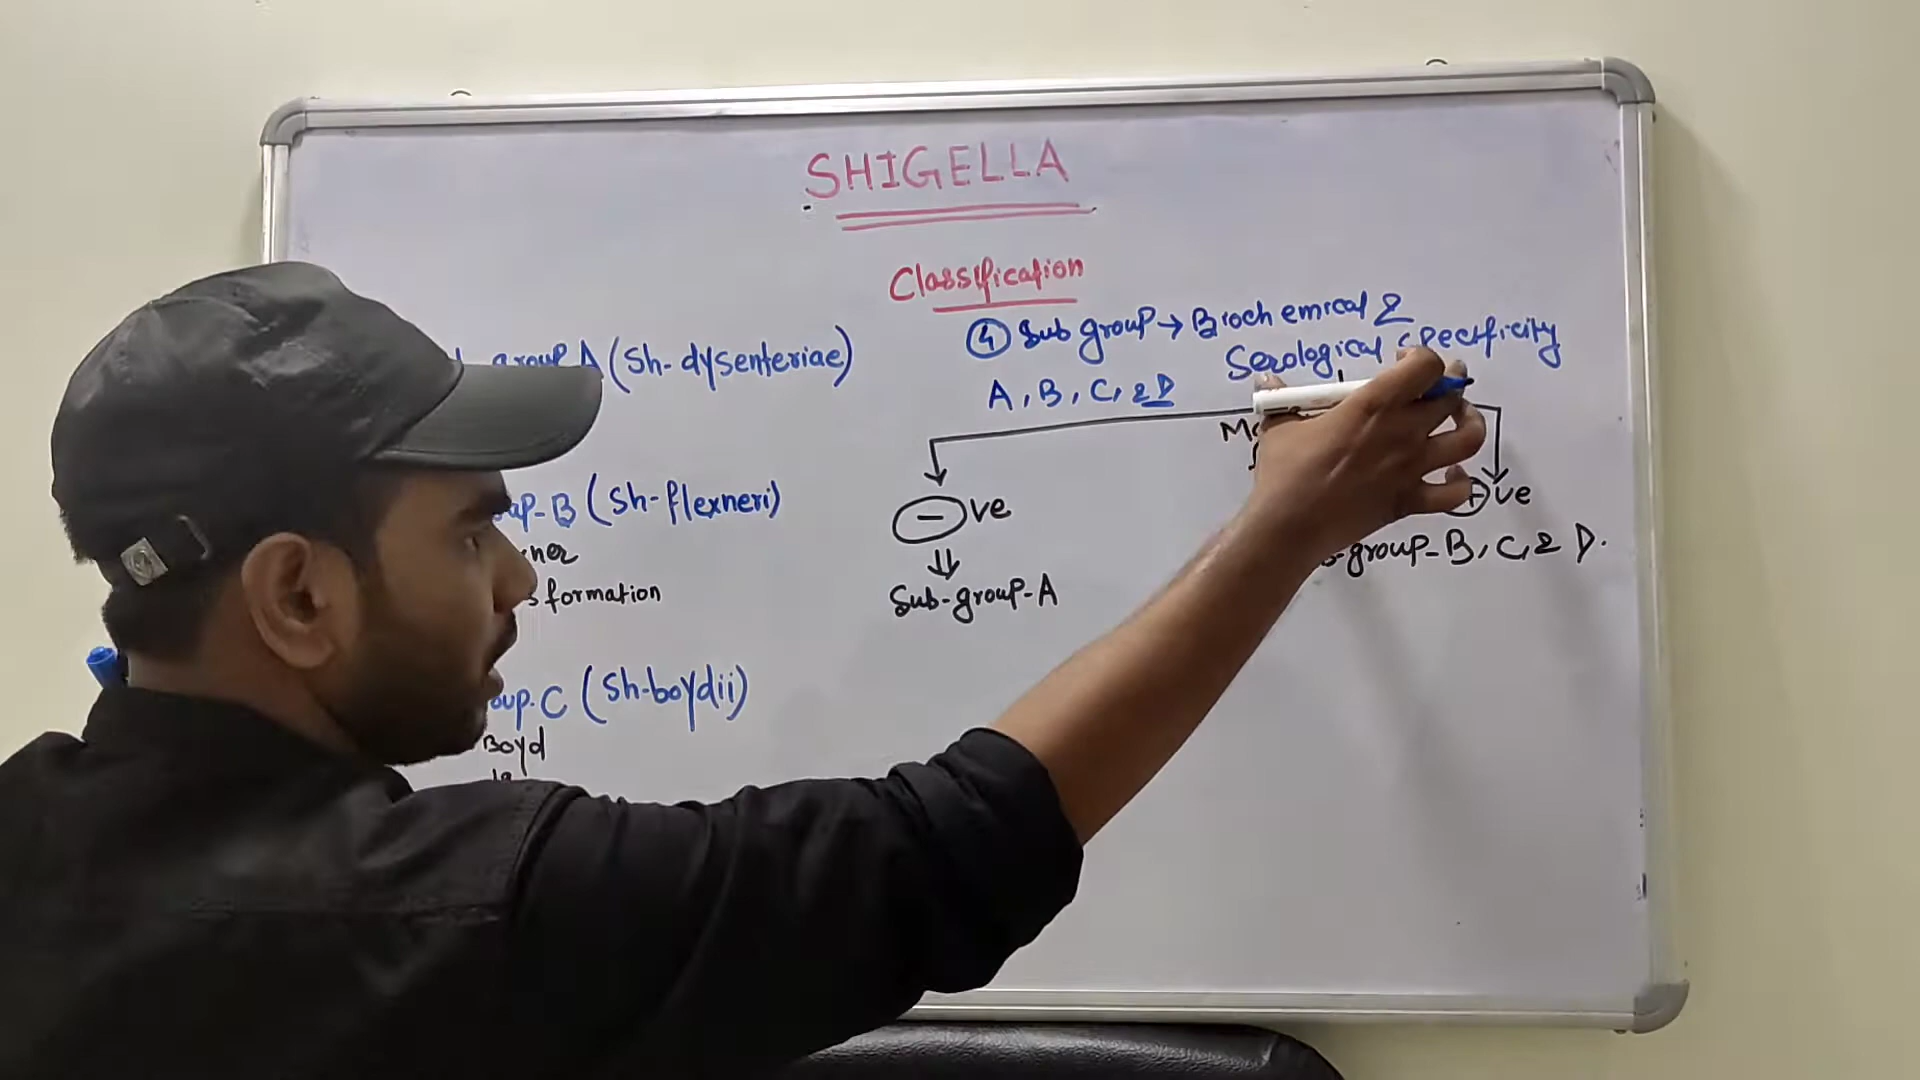 SHIGELLA
Classification
④ Sub group → Biochemical &
Serological Specificity
A, B, C, & D
group A (Sh-dysenteriae)
-B (Sh-flexneri)
formation
C (Sh-boydii)
Boyd
⊖ve
⇓
Sub-group-A
⊕ve
group-B, C, & D.